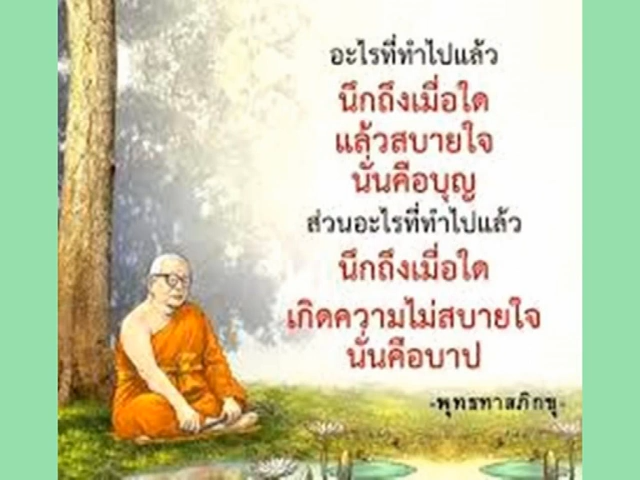 อะไรที่ทำไปแล้ว
นึกถึงเมื่อใด
แล้วสบายใจ
นั่นคือบุญ
ส่วนอะไรที่ทำไปแล้ว
นึกถึงเมื่อใด
เกิดความไม่สบายใจ
นั่นคือบาป
-พุทธทาสภิกขุ-